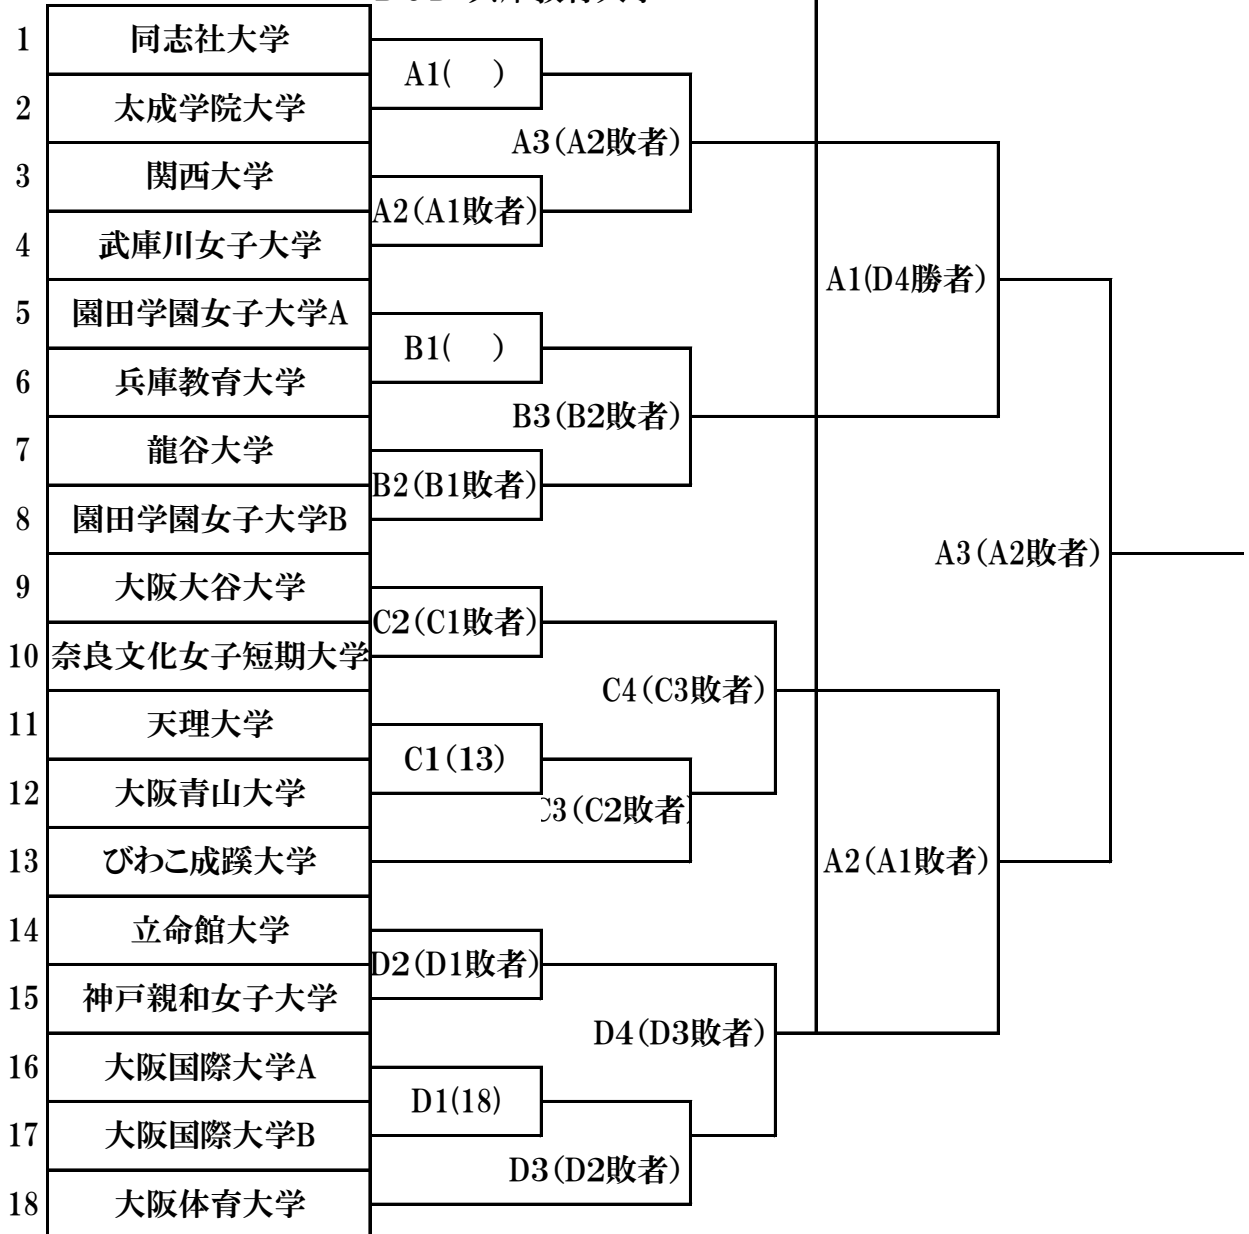 1 同志社大学
A1(　)
2 太成学院大学
A3(A2敗者)
3 関西大学
A2(A1敗者)
4 武庫川女子大学
A1(D4勝者)
5 園田学園女子大学A
B1(　)
6 兵庫教育大学
B3(B2敗者)
7 龍谷大学
B2(B1敗者)
8 園田学園女子大学B
A3(A2敗者)
9 大阪大谷大学
C2(C1敗者)
10 奈良文化女子短期大学
C4(C3敗者)
11 天理大学
C1(13)
12 大阪青山大学
C3(C2敗者)
13 びわこ成蹊大学
A2(A1敗者)
14 立命館大学
D2(D1敗者)
15 神戸親和女子大学
D4(D3敗者)
16 大阪国際大学A
D1(18)
17 大阪国際大学B
D3(D2敗者)
18 大阪体育大学